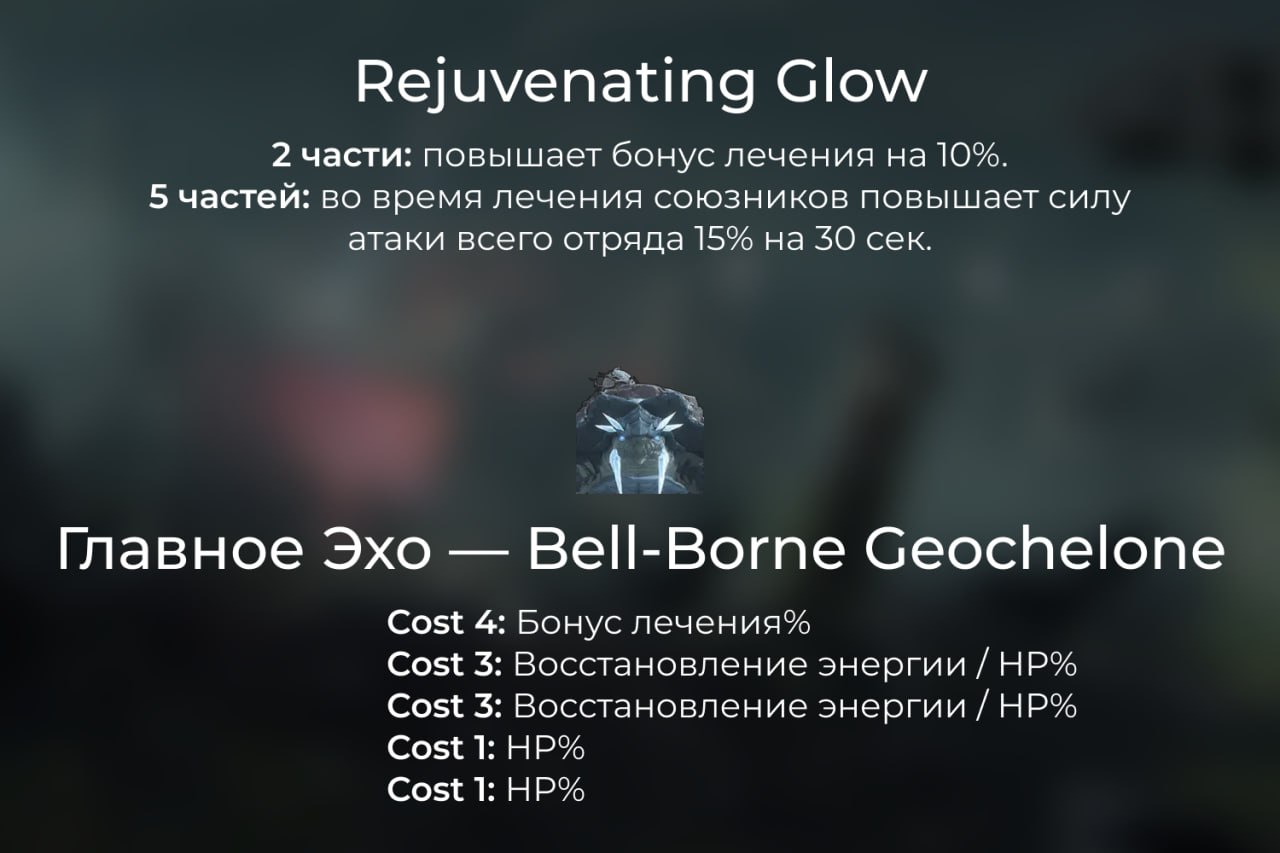 Rejuvenating Glow
2 части: повышает бонус лечения на 10%.
5 частей: во время лечения союзников повышает силу
атаки всего отряда 15% на 30 сек.
Главное Эхо — Bell-Borne Geochelone
Cost 4: Бонус лечения%
Cost 3: Восстановление энергии / HP%
Cost 3: Восстановление энергии / HP%
Cost 1: HP%
Cost 1: HP%